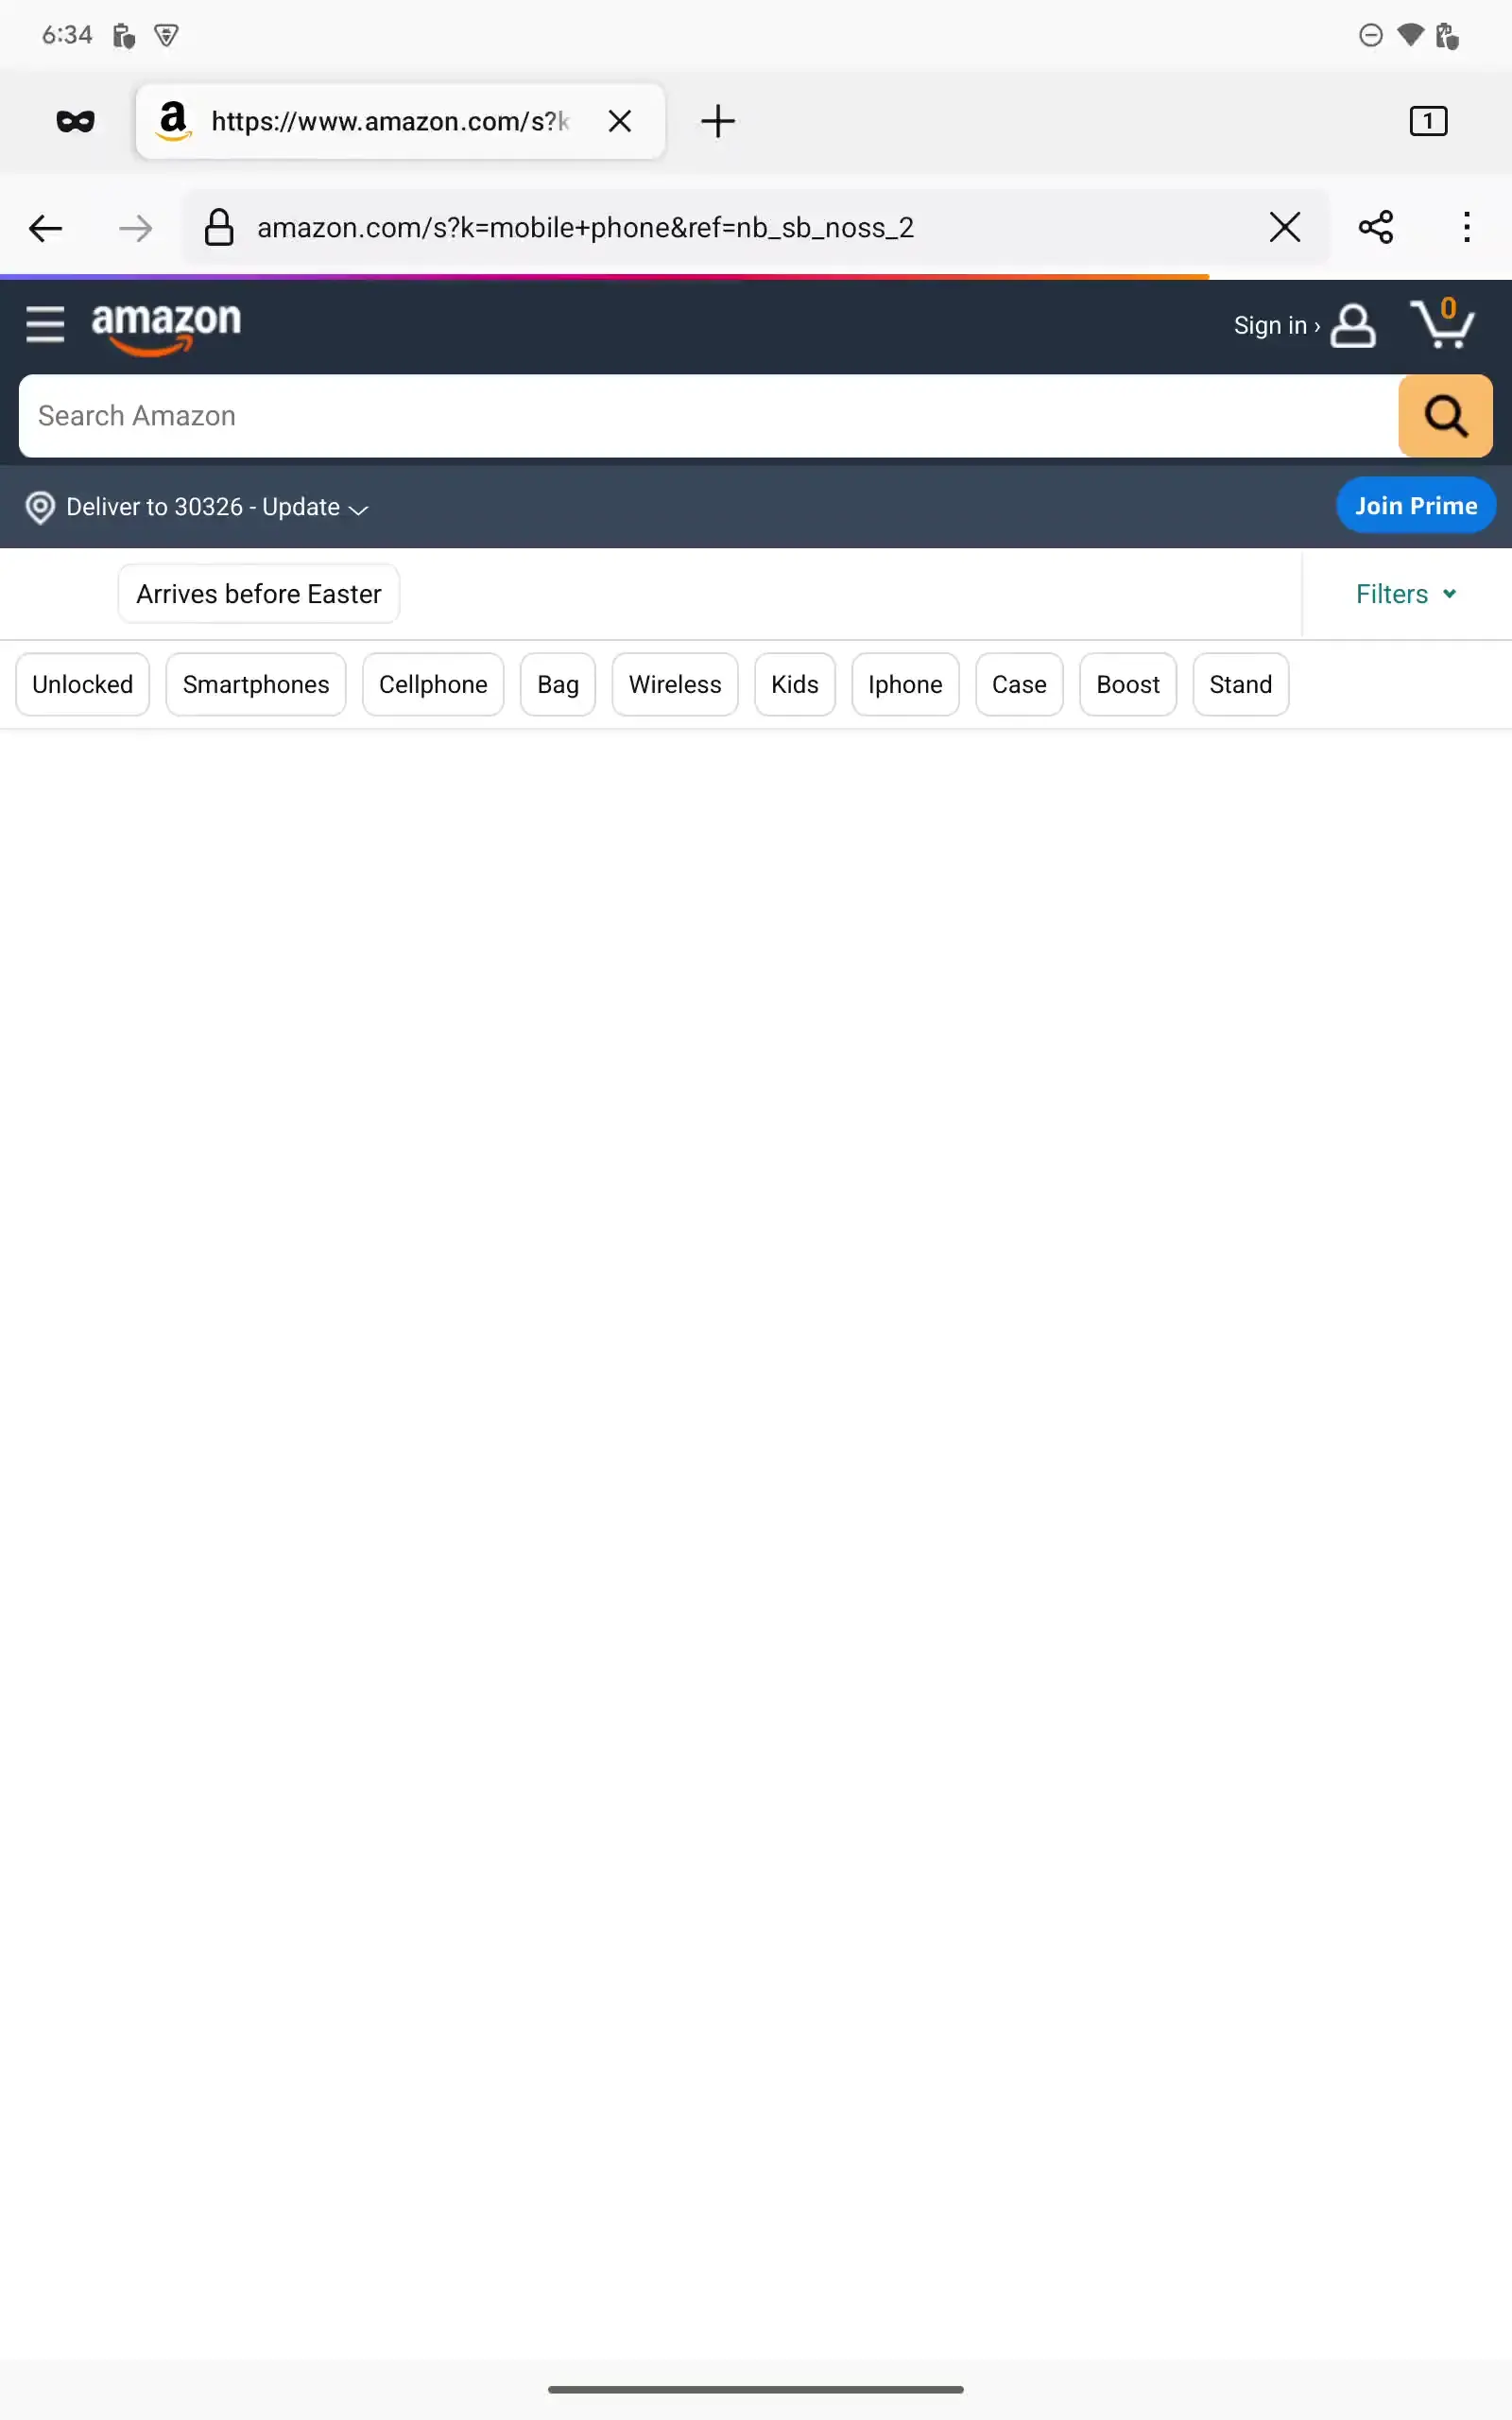 6:34
https://www.amazon.com/s?k
1
amazon.com/s?k=mobile+phone&ref=nb_sb_noss_2
amazon
Sign in ›
0
Search Amazon
Deliver to 30326 - Update
Join Prime
Arrives before Easter
Filters
Unlocked Smartphones Cellphone Bag Wireless Kids Iphone Case Boost Stand